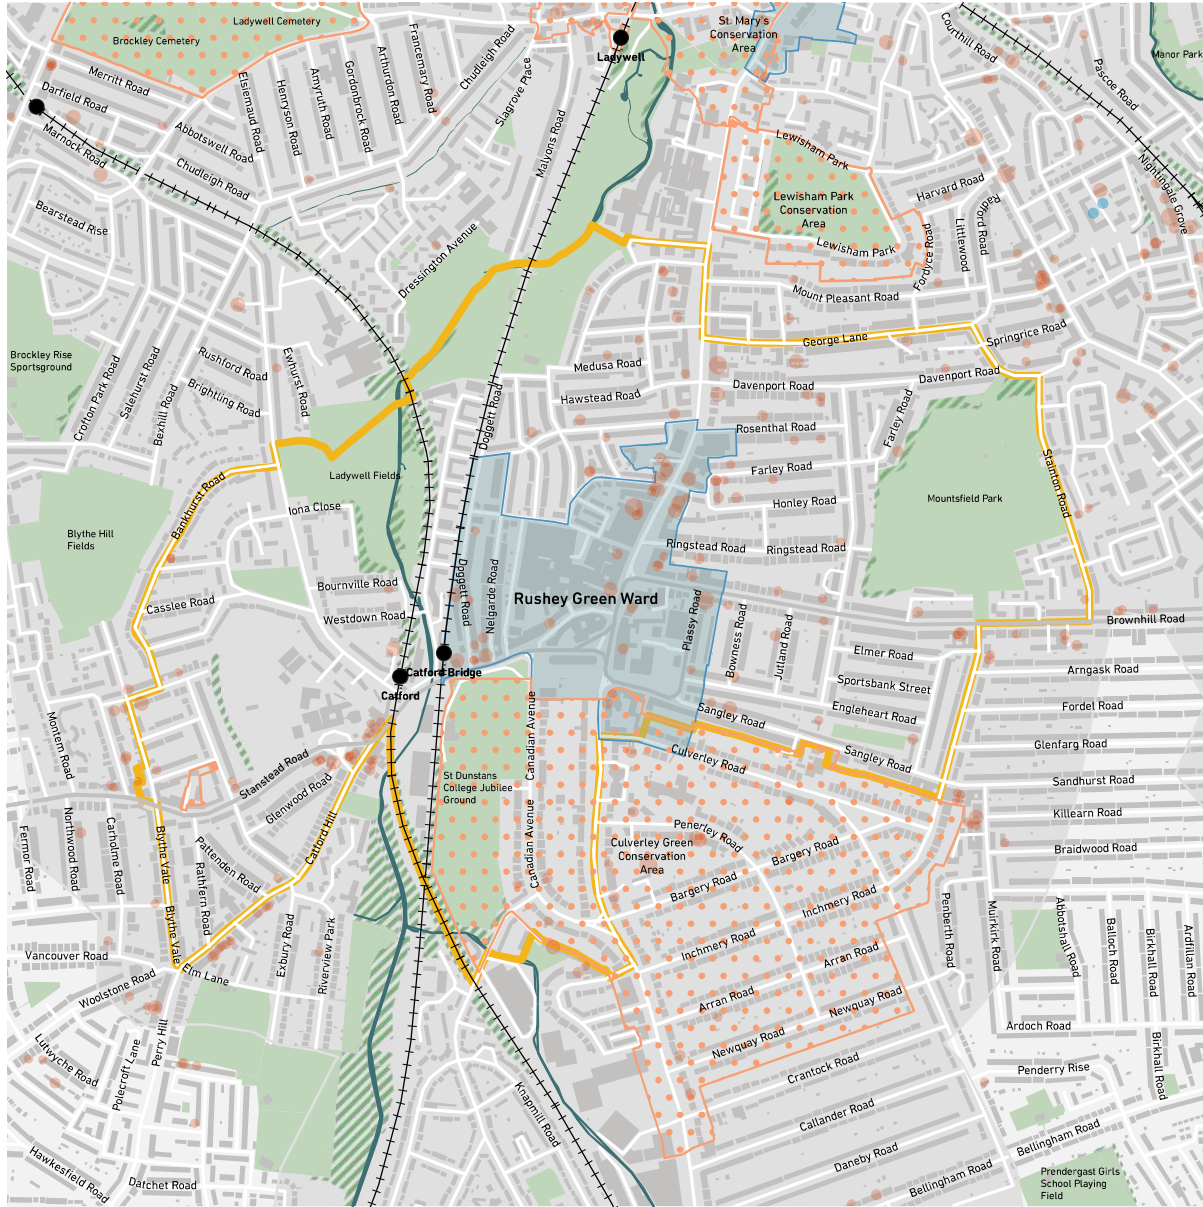 Ladywell Cemetery
Brockley Cemetery
St. Mary's
Conservation
Area
Ladywell
Courthill Road
Manor Park
Pascoe Road
Merritt Road
Darfield Road
Marnock Road
Abbotswell Road
Chudleigh Road
Elsiemaud Road
Henryson Road
Amyruth Road
Gordonbrock Road
Arthurdon Road
Francemary Road
Chudleigh Road
Slagrove Place
Malyons Road
Lewisham Park
Lewisham Park
Conservation
Area
Lewisham Park
Harvard Road
Radford Road
Littlewood
Fordyce Road
Nightingale Grove
Bearstead Rise
Dressington Avenue
Mount Pleasant Road
George Lane
Springrice Road
Brockley Rise
Sportsground
Crofton Park Road
Salehurst Road
Bexhill Road
Rushford Road
Brightling Road
Ewhurst Road
Medusa Road
Hawstead Road
Doggett Road
Davenport Road
Davenport Road
Rosenthal Road
Farley Road
Farley Road
Honley Road
Ringstead Road
Ringstead Road
Mountsfield Park
Stainton Road
Ladywell Fields
Bankhurst Road
Iona Close
Blythe Hill
Fields
Bournville Road
Casslee Road
Westdown Road
Doggett Road
Nelgarde Road
Rushey Green Ward
Plassy Road
Bowness Road
Jutland Road
Brownhill Road
Elmer Road
Sportsbank Street
Engleheart Road
Arngask Road
Fordel Road
Glenfarg Road
Sandhurst Road
Killearn Road
Braidwood Road
Catford Bridge
Catford
Sangley Road
Sangley Road
Culverley Road
Canadian Avenue
Canadian Avenue
St Dunstans
College Jubilee
Ground
Montem Road
Stanstead Road
Glenwood Road
Catford Hill
Fermor Road
Northwood Road
Carholme Road
Blythe Vale
Blythe Vale
Pattenden Road
Rathfern Road
Culverley Green
Conservation
Area
Penerley Road
Bargery Road
Bargery Road
Inchmery Road
Inchmery Road
Arran Road
Arran Road
Newquay Road
Newquay Road
Penberth Road
Muirkirk Road
Abbotshall Road
Balloch Road
Birkhall Road
Ardfillan Road
Vancouver Road
Woolstone Road
Elm Lane
Exbury Road
Riverview Park
Perry Hill
Polecroft Lane
Lutwyche Road
Hawkesfield Road
Datchet Road
Knapmill Road
Crantock Road
Callander Road
Daneby Road
Ardoch Road
Birkhall Road
Penderry Rise
Bellingham Road
Bellingham Road
Prendergast Girls
School Playing
Field